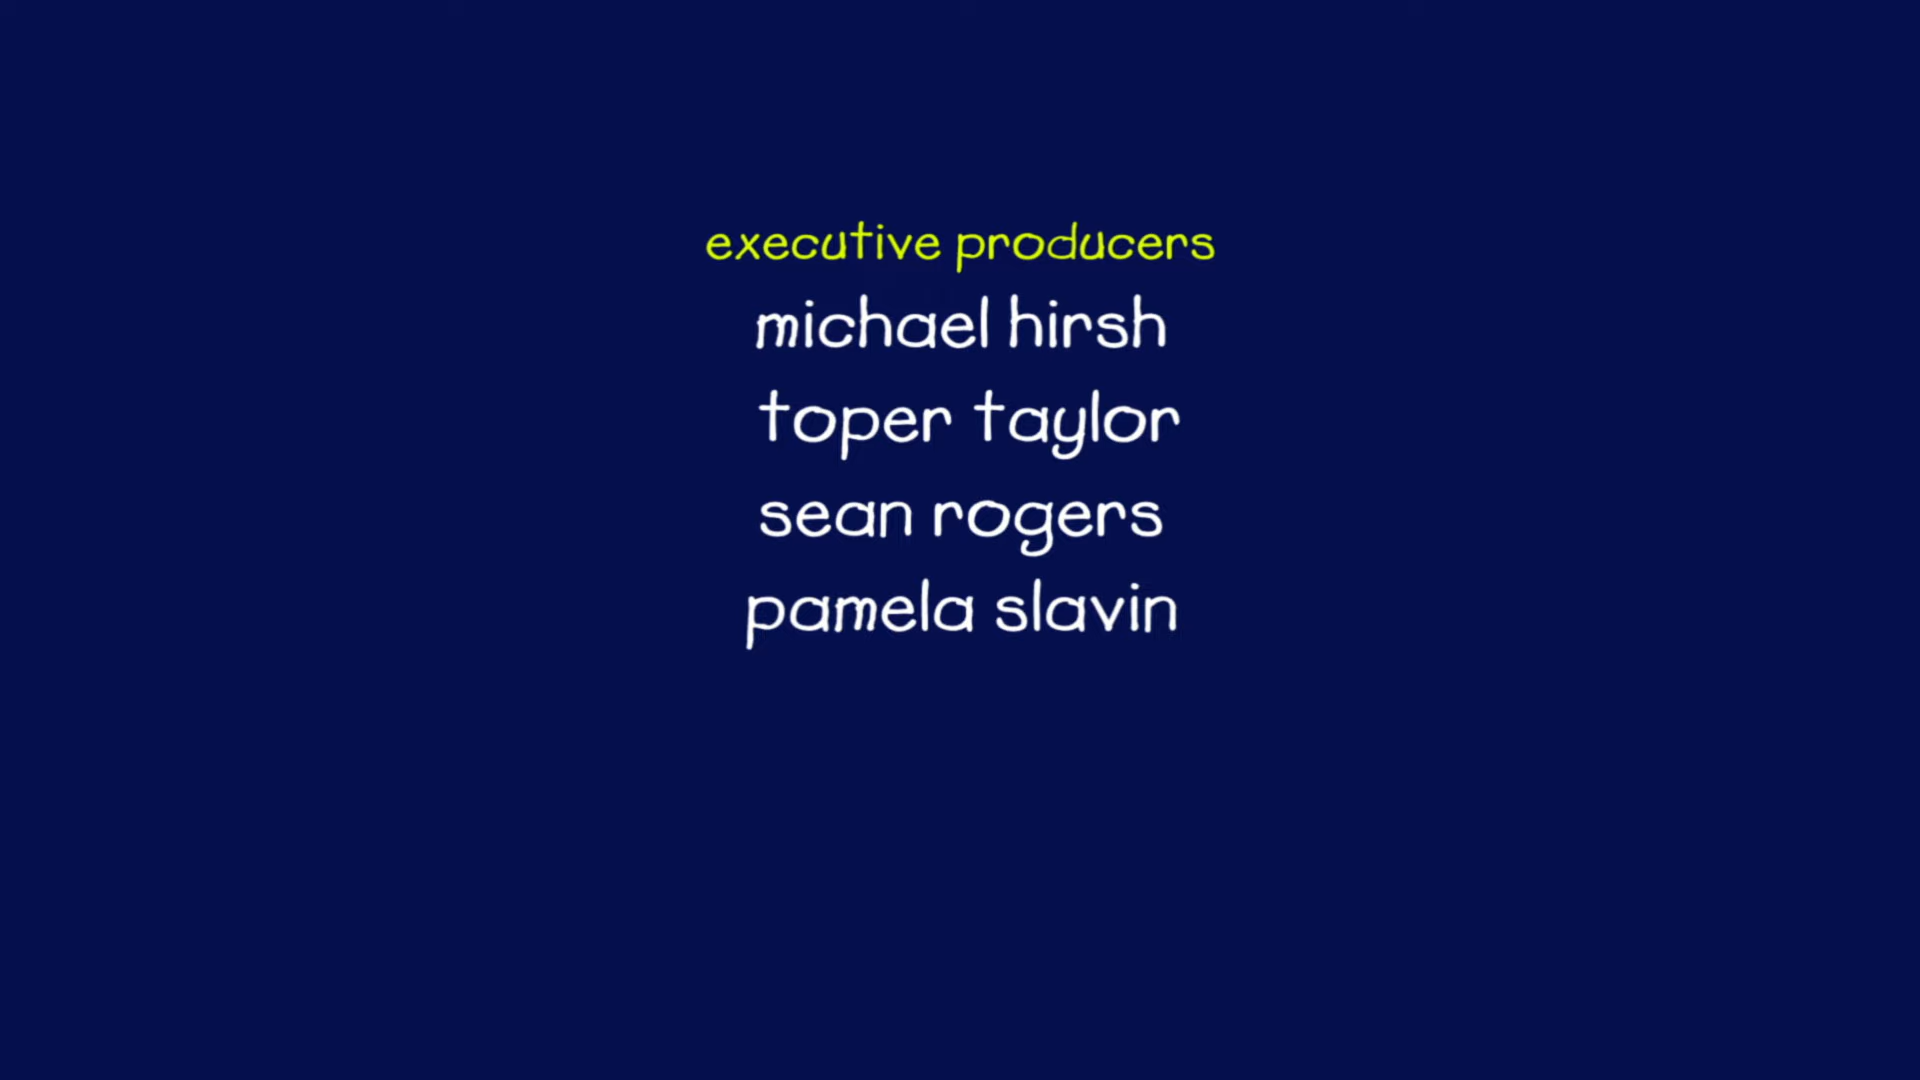 executive producers
michael hirsh
toper taylor
sean rogers
pamela slavin